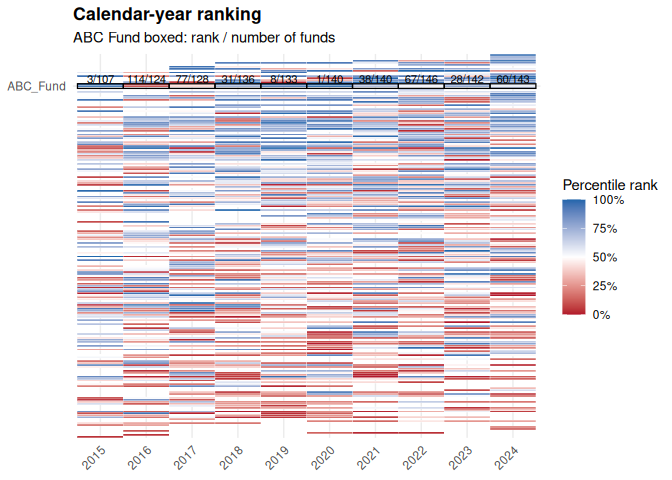 Calendar-year ranking
ABC Fund boxed: rank / number of funds
3/107 114/124 77/128 31/136 8/133 1/140 38/140 67/146 28/142 60/143
ABC_Fund
Percentile rank
100%
75%
50%
25%
0%
2015 2016 2017 2018 2019 2020 2021 2022 2023 2024